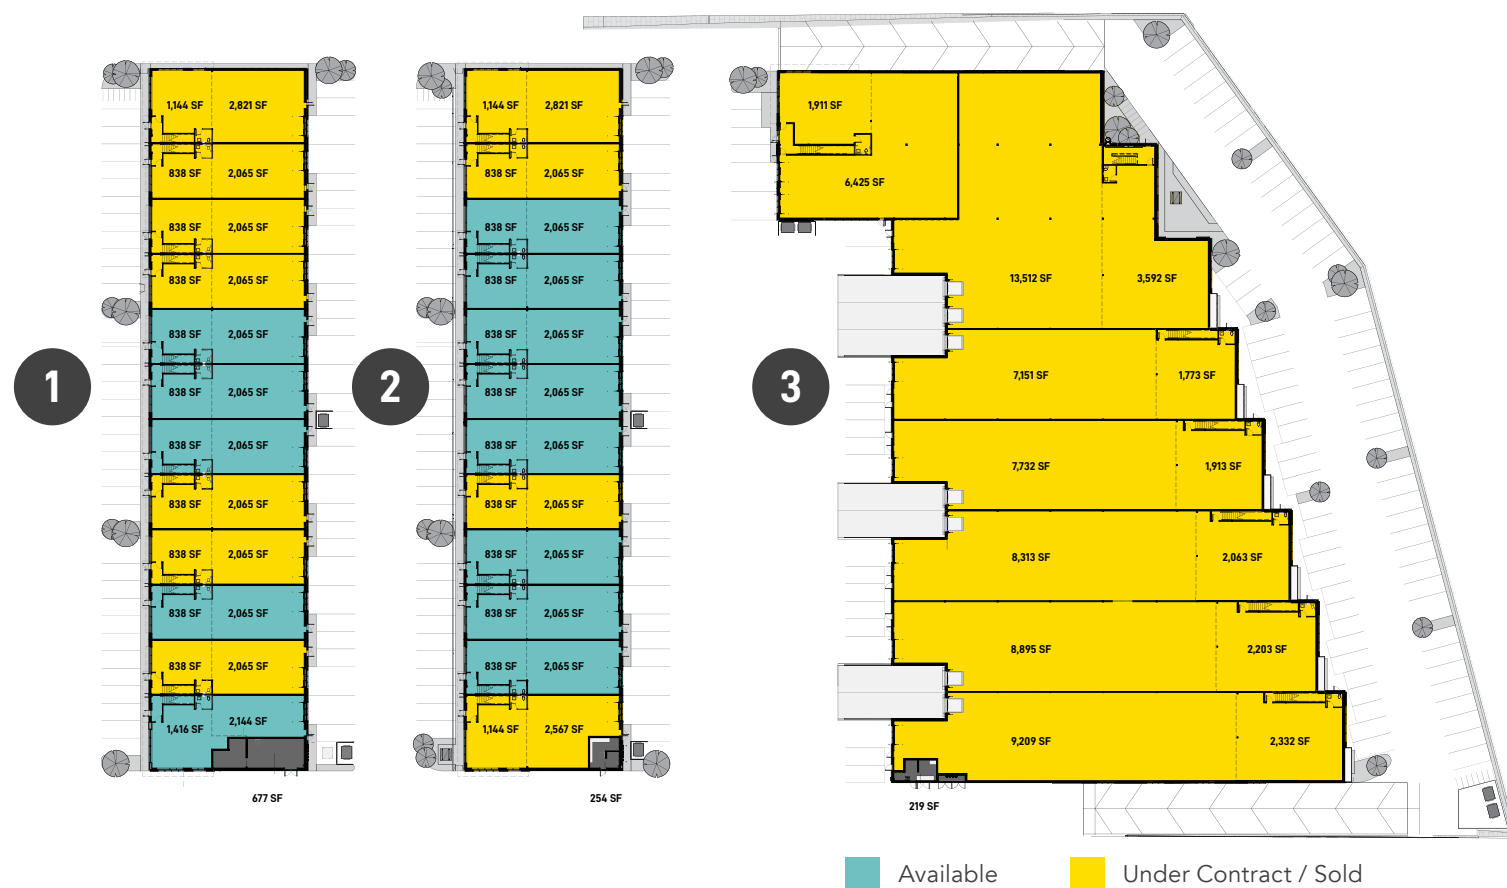 1
1,144 SF 2,821 SF
838 SF 2,065 SF
838 SF 2,065 SF
838 SF 2,065 SF
838 SF 2,065 SF
838 SF 2,065 SF
838 SF 2,065 SF
838 SF 2,065 SF
838 SF 2,065 SF
838 SF 2,065 SF
838 SF 2,065 SF
1,416 SF 2,144 SF
677 SF
2
1,144 SF 2,821 SF
838 SF 2,065 SF
838 SF 2,065 SF
838 SF 2,065 SF
838 SF 2,065 SF
838 SF 2,065 SF
838 SF 2,065 SF
838 SF 2,065 SF
838 SF 2,065 SF
838 SF 2,065 SF
838 SF 2,065 SF
1,144 SF 2,567 SF
254 SF
3
1,911 SF
6,425 SF
13,512 SF 3,592 SF
7,151 SF 1,773 SF
7,732 SF 1,913 SF
8,313 SF 2,063 SF
8,895 SF 2,203 SF
9,209 SF 2,332 SF
219 SF
Available Under Contract / Sold